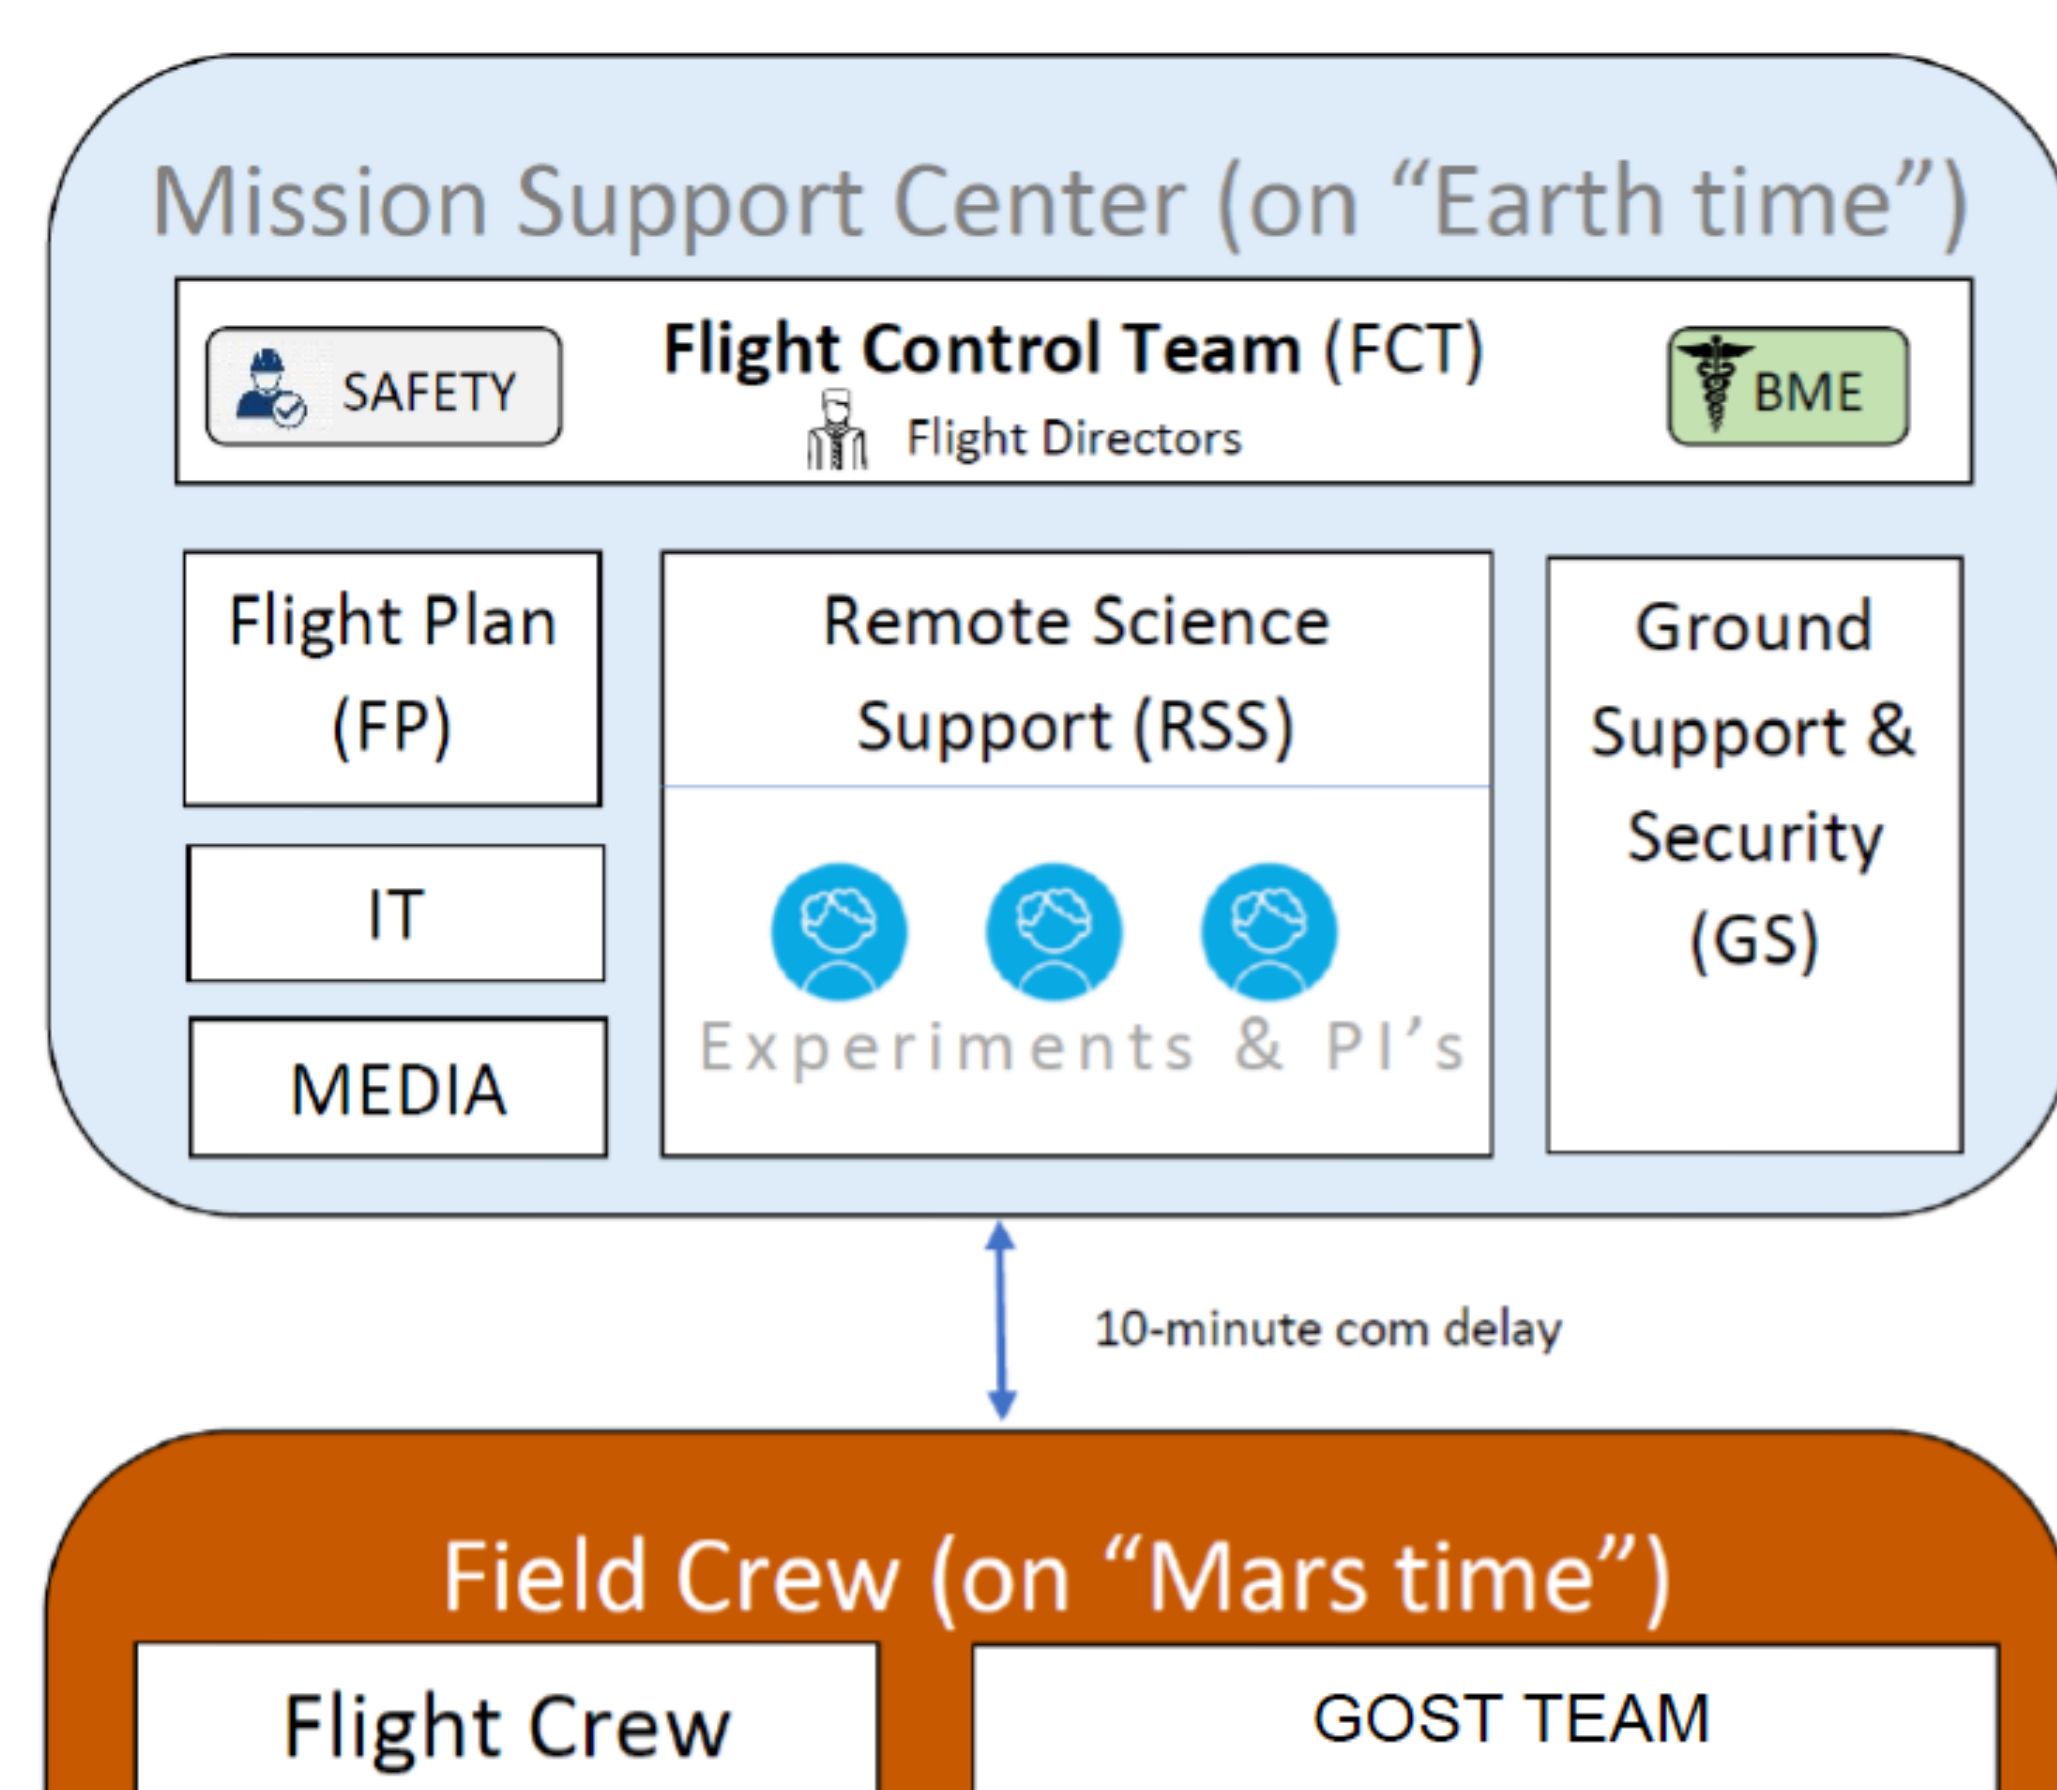 Mission Support Center (on “Earth time”)
SAFETY
Flight Control Team (FCT)
Flight Directors
BME
Flight Plan
(FP)
IT
MEDIA
Remote Science
Support (RSS)
Experiments & PI’s
Ground
Support &
Security
(GS)
10-minute com delay
Field Crew (on “Mars time”)
Flight Crew
GOST TEAM